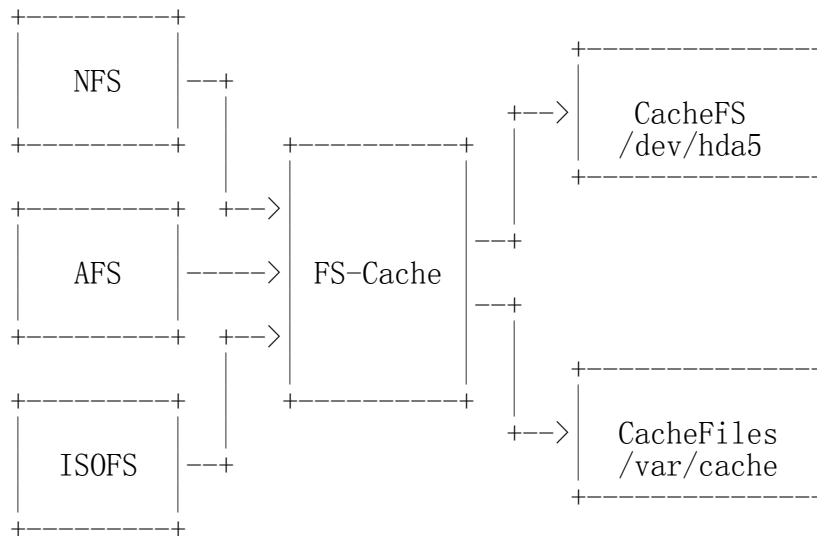 NFS
AFS
ISOFS
FS-Cache
CacheFS
/dev/hda5
CacheFiles
/var/cache